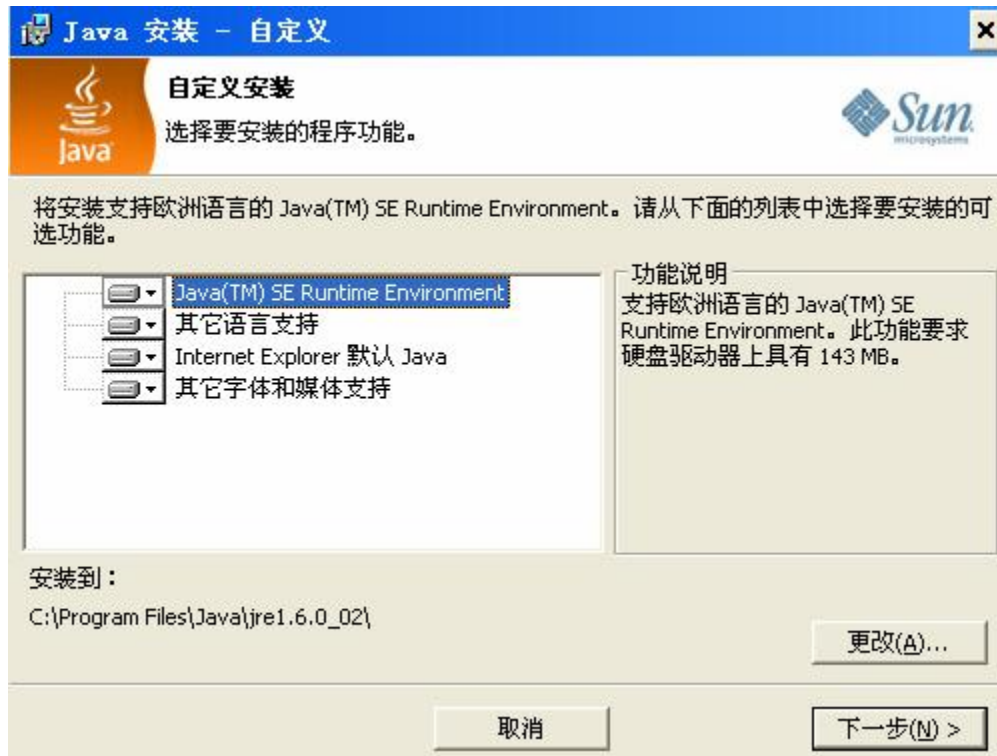 Java 安装 - 自定义
自定义安装
选择要安装的程序功能。
Java
Sun
microsystems
将安装支持欧洲语言的 Java(TM) SE Runtime Environment。请从下面的列表中选择要安装的可
选功能。
Java(TM) SE Runtime Environment
其它语言支持
Internet Explorer 默认 Java
其它字体和媒体支持
功能说明
支持欧洲语言的 Java(TM) SE
Runtime Environment。此功能要求
硬盘驱动器上具有 143 MB。
安装到：
C:\Program Files\Java\jre1.6.0_02\
更改(A)...
取消
下一步(N) >